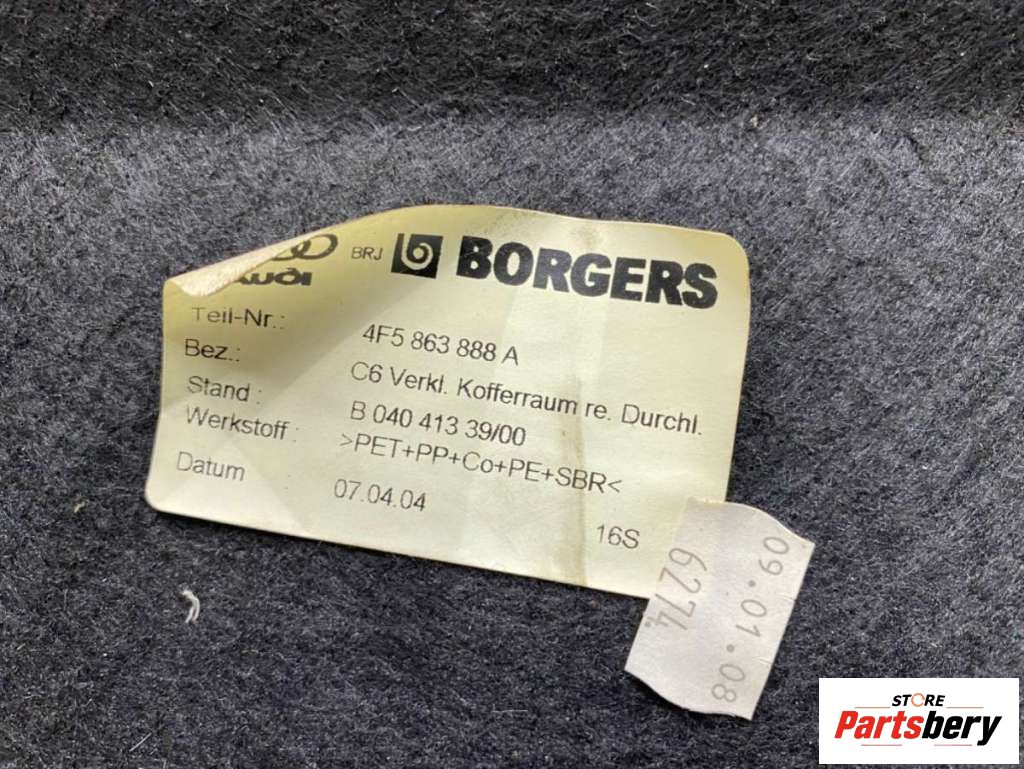 Audi
BRJ BORGERS
Teil-Nr.: 4F5 863 888 A
Bez.: C6 Verkl. Kofferraum re. Durchl.
Stand : B 040 413 39/00
Werkstoff : >PET+PP+Co+PE+SBR<
Datum 07.04.04
16S
09.01.08
6274
STORE
Partsbery